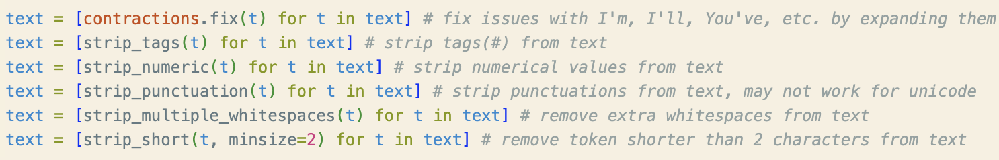 text = [contractions.fix(t) for t in text] # fix issues with I'm, I'll, You've, etc. by expanding them
text = [strip_tags(t) for t in text] # strip tags(#) from text
text = [strip_numeric(t) for t in text] # strip numerical values from text
text = [strip_punctuation(t) for t in text] # strip punctuations from text, may not work for unicode
text = [strip_multiple_whitespaces(t) for t in text] # remove extra whitespaces from text
text = [strip_short(t, minsize=2) for t in text] # remove token shorter than 2 characters from text